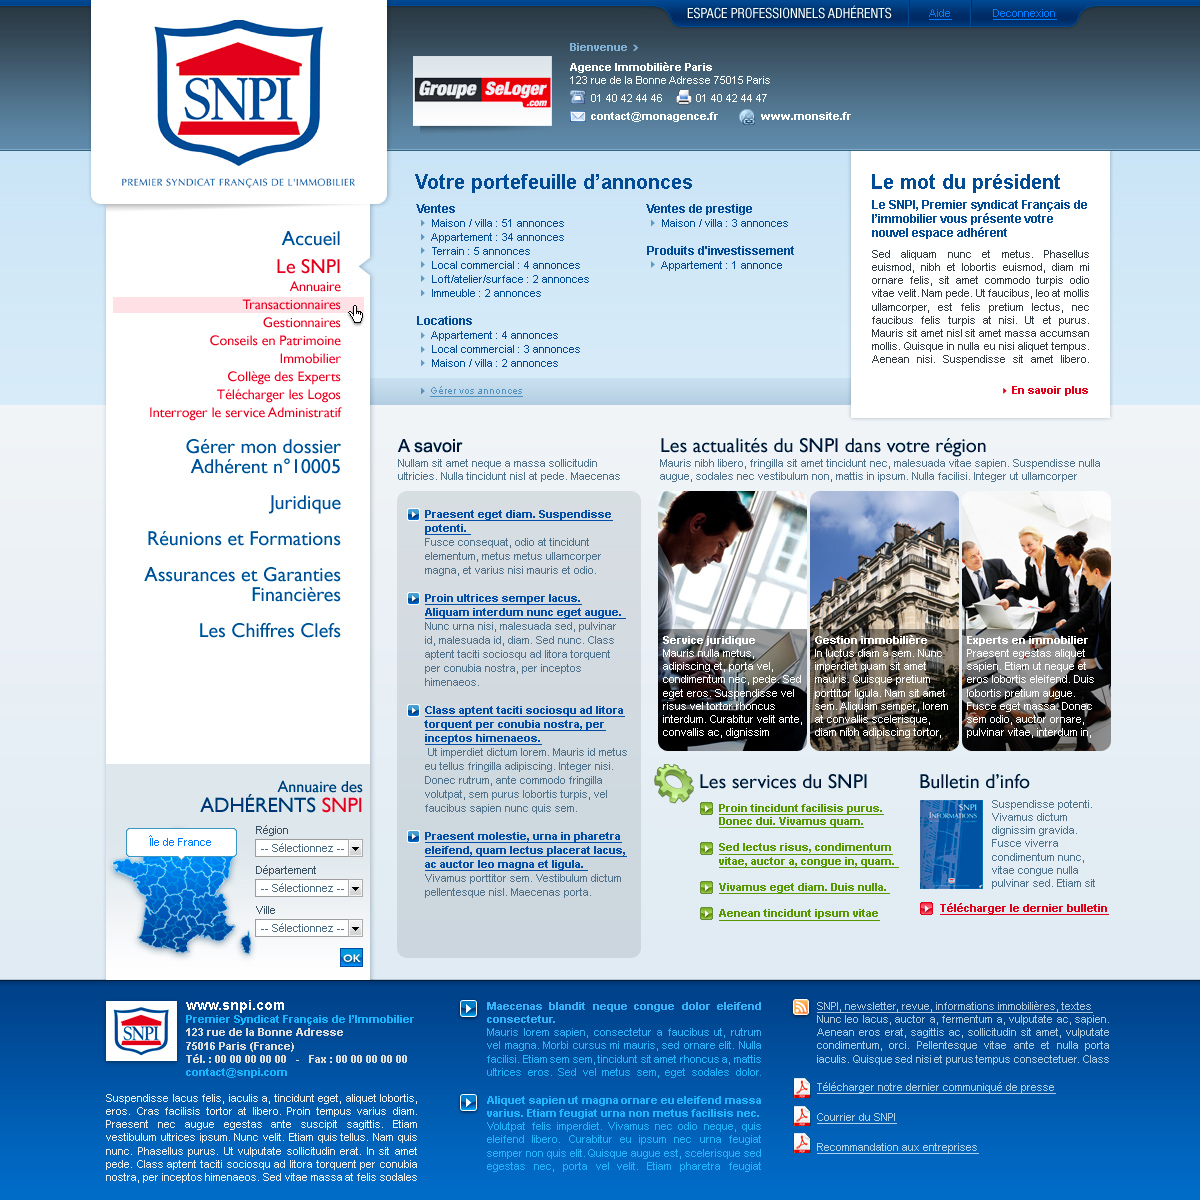 ESPACE PROFESSIONNELS ADHÉRENTS
Aide
Deconnexion
SNPI
PREMIER SYNDICAT FRANÇAIS DE L'IMMOBILIER
Groupe SeLoger.com
Bienvenue
Agence Immobilière Paris
123 rue de la Bonne Adresse 75015 Paris
01 40 42 44 46
01 40 42 44 47
contact@monagence.fr
www.monsite.fr
Accueil
Le SNPI
Annuaire
Transactionnaires
Gestionnaires
Conseils en Patrimoine
Immobilier
Collège des Experts
Télécharger les Logos
Interroger le service Administratif
Gérer mon dossier
Adhérent n°10005
Juridique
Réunions et Formations
Assurances et Garanties
Financières
Les Chiffres Clefs
Votre portefeuille d'annonces
Ventes
Maison / villa : 51 annonces
Appartement : 34 annonces
Terrain : 5 annonces
Local commercial : 4 annonces
Loft/atelier/surface : 2 annonces
Immeuble : 2 annonces
Locations
Appartement : 4 annonces
Local commercial : 3 annonces
Maison / villa : 2 annonces
Ventes de prestige
Maison / villa : 3 annonces
Produits d'investissement
Appartement : 1 annonce
Gérer vos annonces
Le mot du président
Le SNPI, Premier syndicat Français de
l'immobilier vous présente votre
nouvel espace adhérent
Sed aliquam nunc et metus. Phasellus
euismod, nibh et lobortis euismod, diam mi
ornare felis, sit amet commodo turpis odio
vitae velit. Nam pede. Ut faucibus, leo at mollis
ullamcorper, est felis pretium lectus, nec
faucibus felis turpis at nisi. Ut et purus.
Mauris sit amet nisl sit amet massa accumsan
mollis. Quisque in nulla eu nisi aliquet tempus.
Aenean nisi. Suspendisse sit amet libero.
En savoir plus
A savoir
Nullam sit amet neque a massa sollicitudin
ultricies. Nulla tincidunt nisl at pede. Maecenas
Praesent eget diam. Suspendisse
potenti.
Fusce consequat, odio at tincidunt
elementum, metus metus ullamcorper
magna, et varius nisi mauris et odio.
Proin ultrices semper lacus.
Aliquam interdum nunc eget augue.
Nunc urna nisi, malesuada sed, pulvinar
id, malesuada id, diam. Sed nunc. Class
aptent taciti sociosqu ad litora torquent
per conubia nostra, per inceptos
himenaeos.
Class aptent taciti sociosqu ad litora
torquent per conubia nostra, per
inceptos himenaeos.
Ut imperdiet dictum lorem. Mauris id metus
eu tellus fringilla adipiscing. Integer nisi.
Donec rutrum, ante commodo fringilla
volutpat, sem purus lobortis turpis, vel
faucibus sapien nunc quis sem.
Praesent molestie, urna in pharetra
eleifend, quam lectus placerat lacus,
ac auctor leo magna et ligula.
Vivamus porttitor sem. Vestibulum dictum
pellentesque nisl. Maecenas porta.
Les actualités du SNPI dans votre région
Mauris nibh libero, fringilla sit amet tincidunt nec, malesuada vitae sapien. Suspendisse nulla
augue, sodales nec vestibulum non, mattis in ipsum. Nulla facilisi. Integer ut ullamcorper
Service juridique
Mauris nulla metus,
adipiscing et, porta vel,
condimentum nec, pede. Sed
eget eros. Suspendisse vel
risus vel tortor rhoncus
interdum. Curabitur velit ante,
convallis ac, dignissim
Gestion immobilière
In luctus diam a sem. Nunc
imperdiet quam sit amet
mauris. Quisque pretium
porttitor ligula. Nam sit amet
sem. Aliquam semper, lorem
at convallis scelerisque,
diam nibh adipiscing tortor,
Experts en immobilier
Praesent egestas aliquet
sapien. Etiam ut neque et
eros lobortis eleifend. Duis
lobortis pretium augue.
Fusce eget massa. Donec
sem odio, auctor ornare,
pulvinar vitae, interdum in,
Les services du SNPI
Proin tincidunt facilisis purus.
Donec dui. Vivamus quam.
Sed lectus risus, condimentum
vitae, auctor a, congue in, quam.
Vivamus eget diam. Duis nulla.
Aenean tincidunt ipsum vitae
Bulletin d'info
SNPI
INFORMATIONS
Suspendisse potenti.
Vivamus dictum
dignissim gravida.
Fusce viverra
condimentum nunc,
vitae congue nulla
pulvinar sed. Etiam sit
Télécharger le dernier bulletin
Annuaire des
ADHÉRENTS SNPI
Île de France
Région
-- Sélectionnez --
Département
-- Sélectionnez --
Ville
-- Sélectionnez --
OK
SNPI
www.snpi.com
Premier Syndicat Français de l'Immobilier
123 rue de la Bonne Adresse
75016 Paris (France)
Tél. : 00 00 00 00 00 - Fax : 00 00 00 00 00
contact@snpi.com
Suspendisse lacus felis, iaculis a, tincidunt eget, aliquet lobortis,
eros. Cras facilisis tortor at libero. Proin tempus varius diam.
Praesent nec augue egestas ante suscipit sagittis. Etiam
vestibulum ultrices ipsum. Nunc velit. Etiam quis tellus. Nam quis
nunc. Phasellus purus. Ut vulputate sollicitudin erat. In sit amet
pede. Class aptent taciti sociosqu ad litora torquent per conubia
nostra, per inceptos himenaeos. Sed vitae massa at felis sodales
Maecenas blandit neque congue dolor eleifend
consectetur.
Mauris lorem sapien, consectetur a faucibus ut, rutrum
vel magna. Morbi cursus mi mauris, sed ornare elit. Nulla
facilisi. Etiam sem sem, tincidunt sit amet rhoncus a, mattis
ultrices eros. Sed vel metus sem, eget sodales dolor.
Aliquet sapien ut magna ornare eu eleifend massa
varius. Etiam feugiat urna non metus facilisis nec.
Volutpat felis imperdiet. Vivamus nec odio neque, quis
eleifend libero. Curabitur eu ipsum nec urna feugiat
semper non quis elit. Quisque augue est, scelerisque sed
egestas nec, porta vel velit. Etiam pharetra feugiat
SNPI, newsletter, revue, informations immobilières, textes
Nunc leo lacus, auctor a, fermentum a, vulputate ac, sapien.
Aenean eros erat, sagittis ac, sollicitudin sit amet, vulputate
condimentum, orci. Pellentesque vitae ante et nulla porta
iaculis. Quisque sed nisi et purus tempus consectetuer. Class
Télécharger notre dernier communiqué de presse
Courrier du SNPI
Recommandation aux entreprises